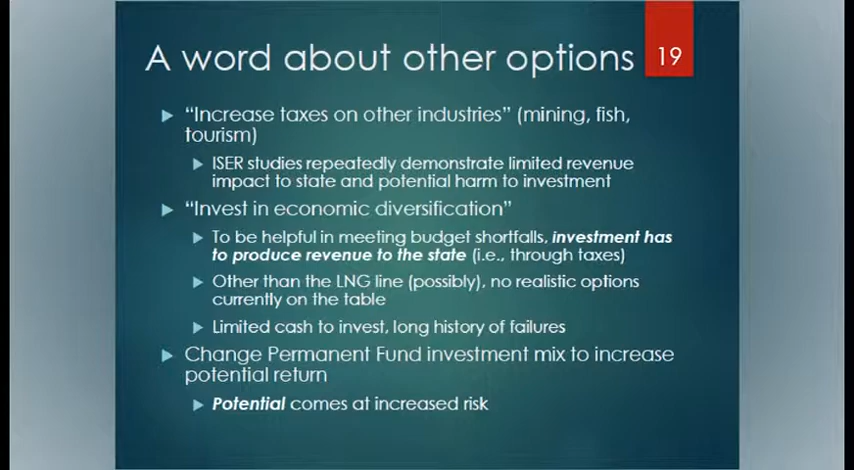 A word about other options
19
"Increase taxes on other industries" (mining, fish,
tourism)
ISER studies repeatedly demonstrate limited revenue
impact to state and potential harm to investment
"Invest in economic diversification"
To be helpful in meeting budget shortfalls, investment has
to produce revenue to the state (i.e., through taxes)
Other than the LNG line (possibly), no realistic options
currently on the table
Limited cash to invest, long history of failures
Change Permanent Fund investment mix to increase
potential return
Potential comes at increased risk